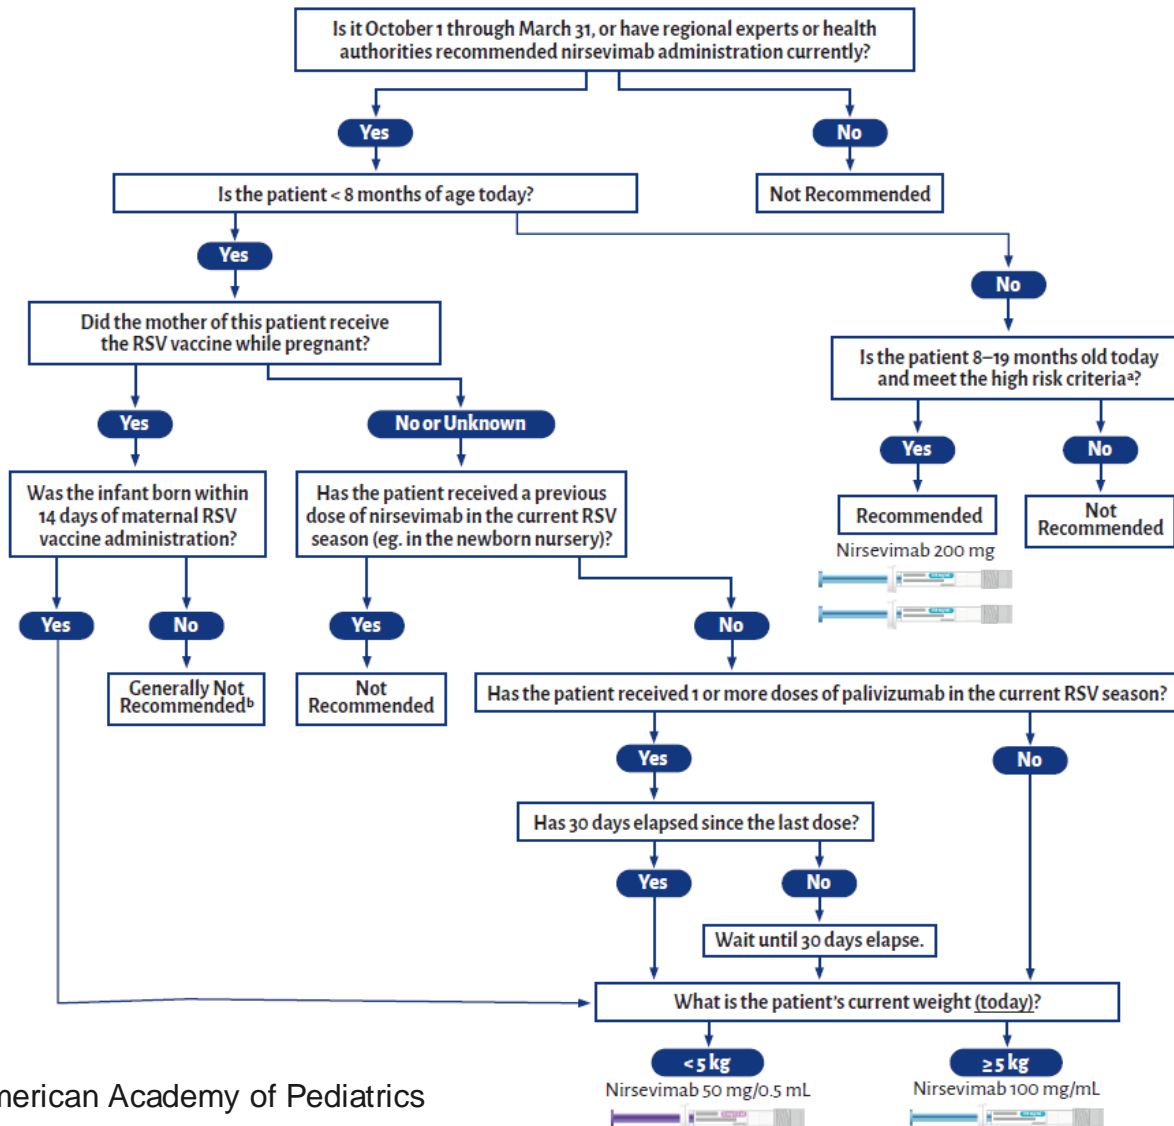 Is it October 1 through March 31, or have regional experts or health
authorities recommended nirsevimab administration currently?
Yes
No
Is the patient < 8 months of age today?
Not Recommended
Yes
No
Did the mother of this patient receive
the RSV vaccine while pregnant?
Is the patient 8–19 months old today
and meet the high risk criteriaᵃ?
Yes
No or Unknown
Yes
No
Was the infant born within
14 days of maternal RSV
vaccine administration?
Has the patient received a previous
dose of nirsevimab in the current RSV
season (eg. in the newborn nursery)?
Recommended
Not
Recommended
Nirsevimab 200 mg
Yes
No
Yes
No
Generally Not
Recommendedᵇ
Not
Recommended
Has the patient received 1 or more doses of palivizumab in the current RSV season?
Yes
No
Has 30 days elapsed since the last dose?
Yes
No
Wait until 30 days elapse.
What is the patient's current weight (today)?
< 5 kg
≥ 5 kg
Nirsevimab 50 mg/0.5 mL
Nirsevimab 100 mg/mL
merican Academy of Pediatrics